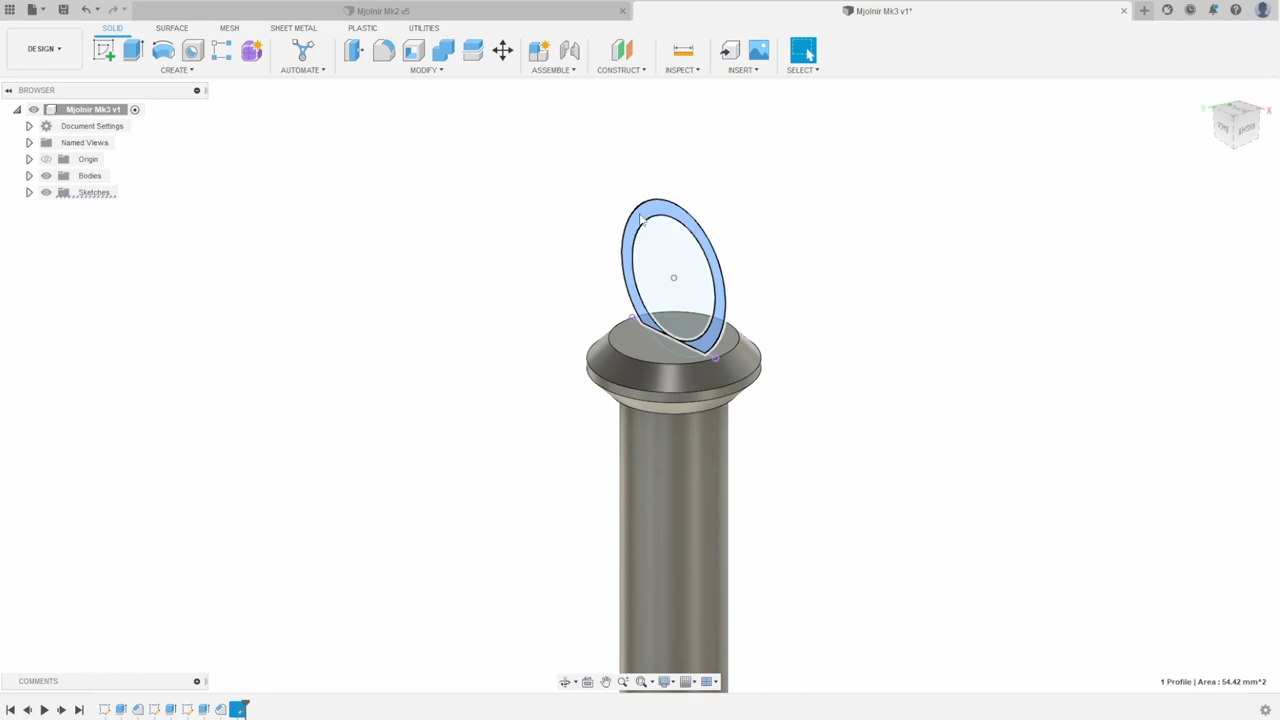 Mjolnir Mk2 v5
Mjolnir Mk3 v1*
SOLID SURFACE MESH SHEET METAL PLASTIC UTILITIES
DESIGN
CREATE AUTOMATE MODIFY ASSEMBLE CONSTRUCT INSPECT INSERT SELECT
BROWSER
Mjolnir Mk3 v1
Document Settings
Named Views
Origin
Bodies
Sketches
RIGHT
BACK
X
Y
COMMENTS
1 Profile | Area : 54.42 mm^2